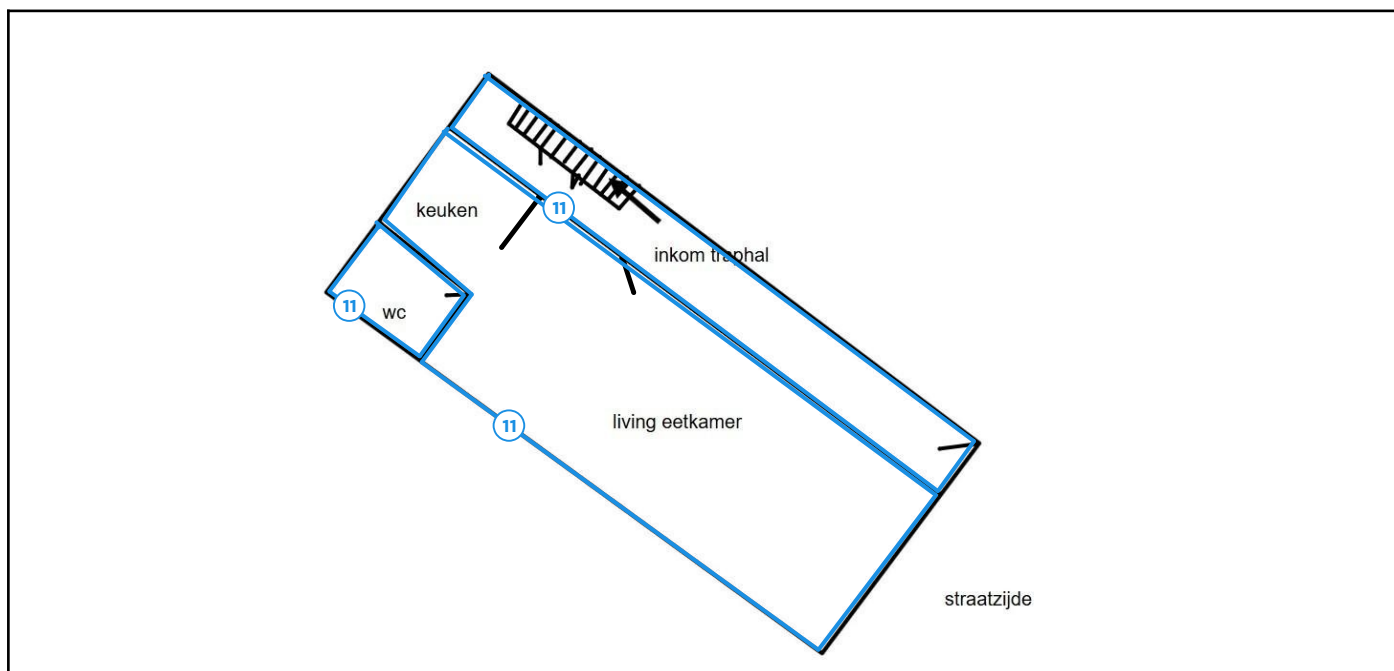 keuken
11
inkom traphal
11
wc
living eetkamer
11
straatzijde